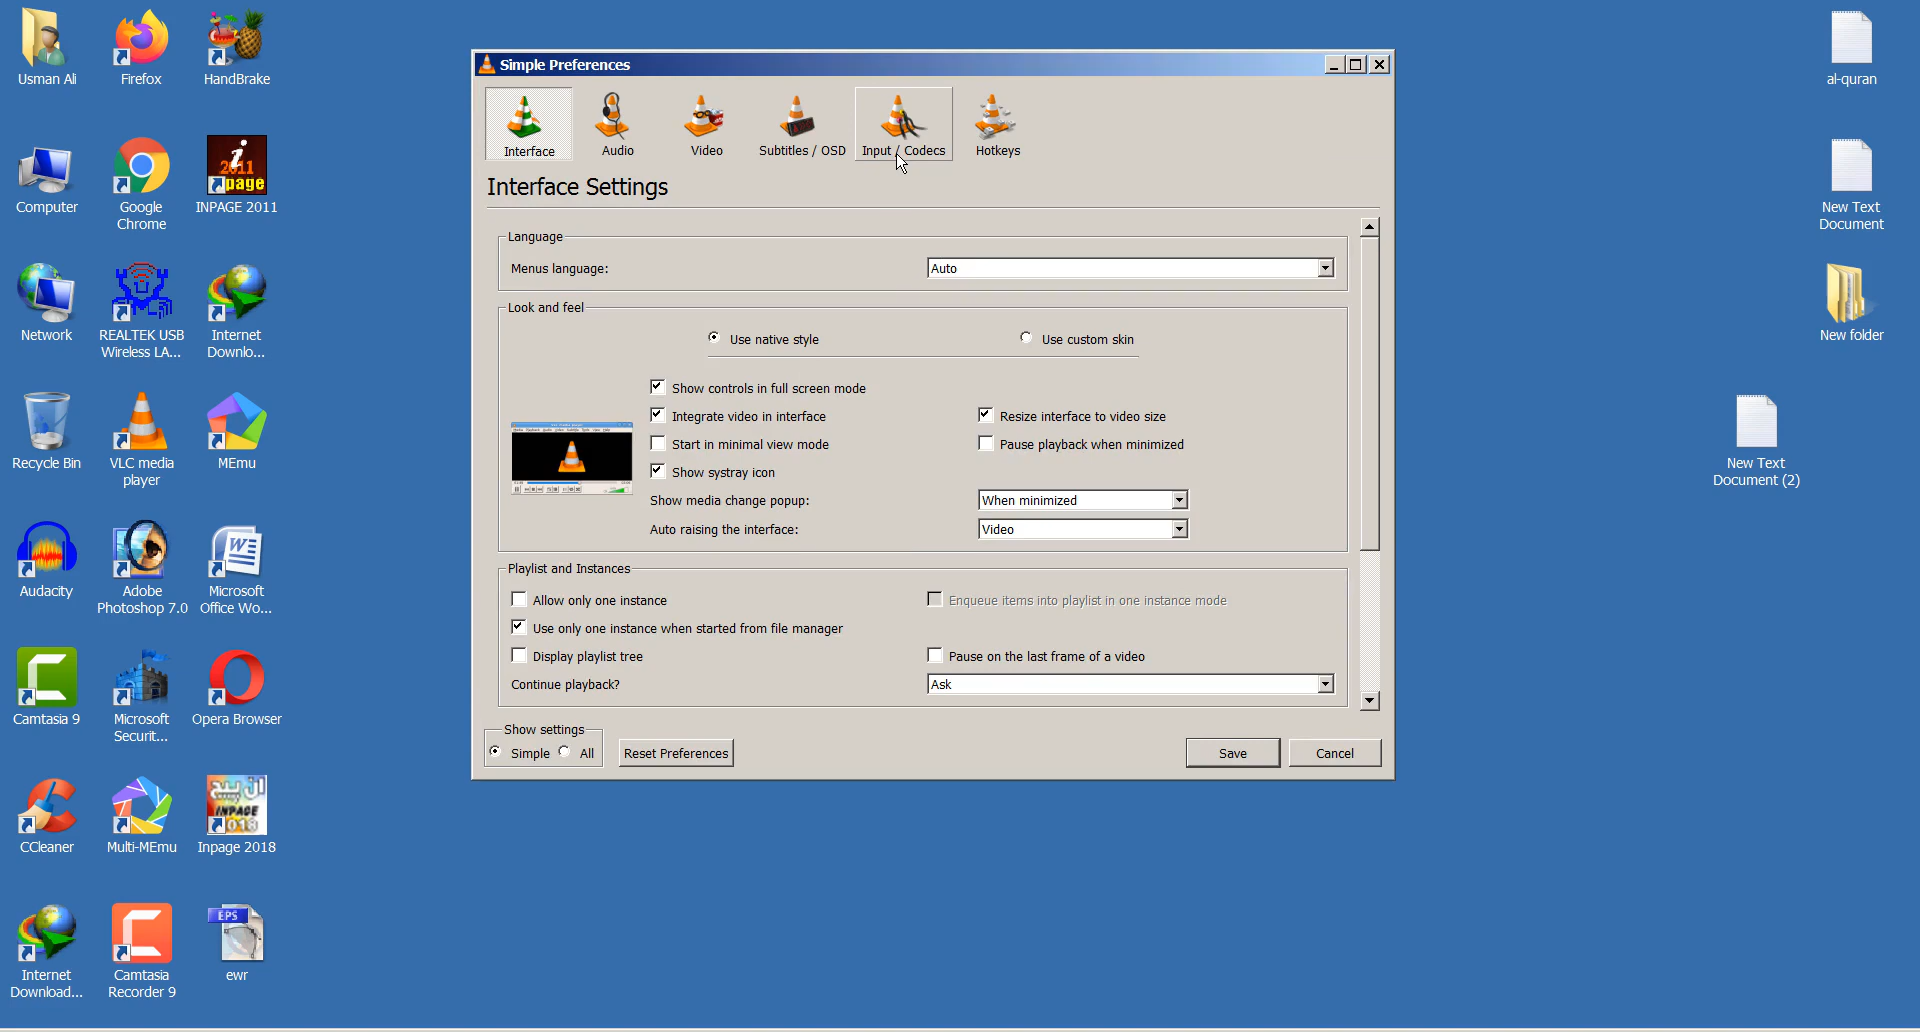 Usman Ali
Firefox
HandBrake
Computer
Google
Chrome
2011
page
INPAGE 2011
Network
REALTEK USB
Wireless LA...
Internet
Downlo...
Recycle Bin
VLC media
player
MEmu
Audacity
Adobe
Photoshop 7.0
Microsoft
Office Wo...
Camtasia 9
Microsoft
Securit...
Opera Browser
CCleaner
Multi-MEmu
ان پیج
INPAGE
2018
Inpage 2018
Internet
Download...
Camtasia
Recorder 9
EPS
ewr
Simple Preferences
Interface
Audio
Video
Subtitles / OSD
Input / Codecs
Hotkeys
Interface Settings
Language
Menus language:
Auto
Look and feel
Use native style
Use custom skin
Show controls in full screen mode
Integrate video in interface
Resize interface to video size
Start in minimal view mode
Pause playback when minimized
Show systray icon
Show media change popup:
When minimized
Auto raising the interface:
Video
Playlist and Instances
Allow only one instance
Enqueue items into playlist in one instance mode
Use only one instance when started from file manager
Display playlist tree
Pause on the last frame of a video
Continue playback?
Ask
Show settings
Simple
All
Reset Preferences
Save
Cancel
al-quran
New Text
Document
New folder
New Text
Document (2)